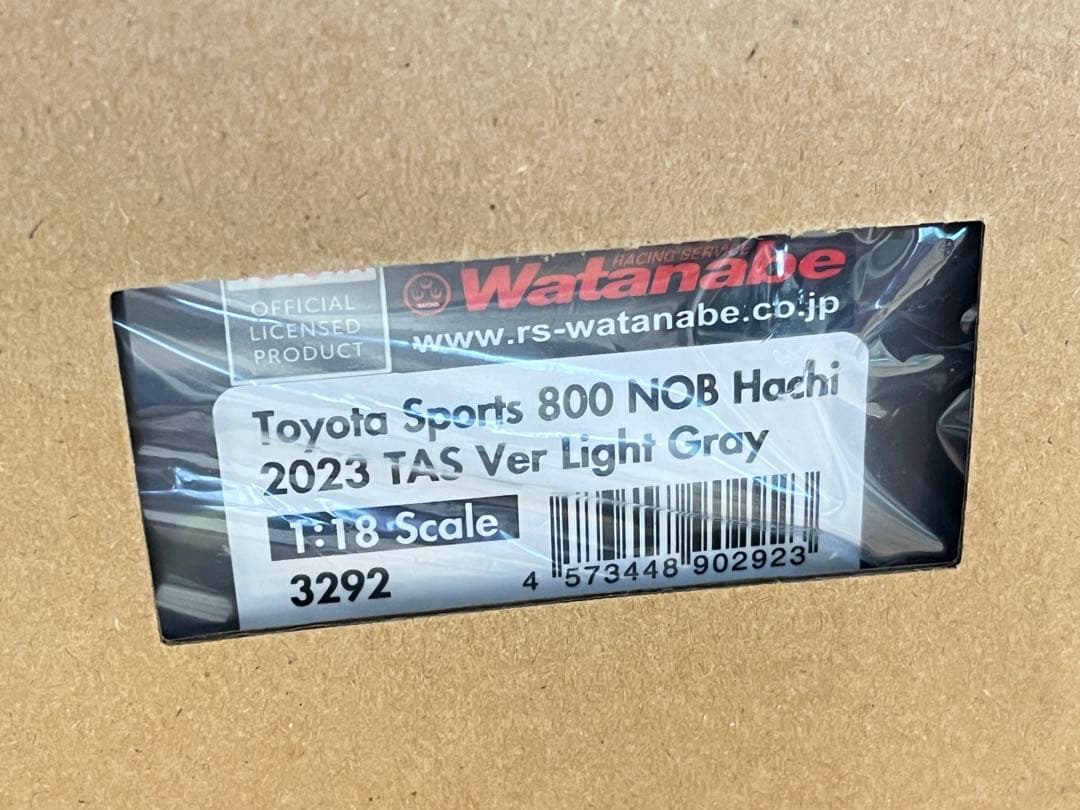 OFFICIAL
LICENSED
PRODUCT
RACING SERVICE
Watanabe
www.rs-watanabe.co.jp
Toyota Sports 800 NOB Hachi
2023 TAS Ver Light Gray
1:18 Scale
3292
4 573448 902923